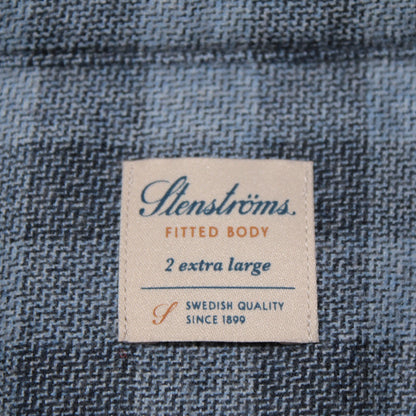 Stenströms.
FITTED BODY
2 extra large
S SWEDISH QUALITY
SINCE 1899